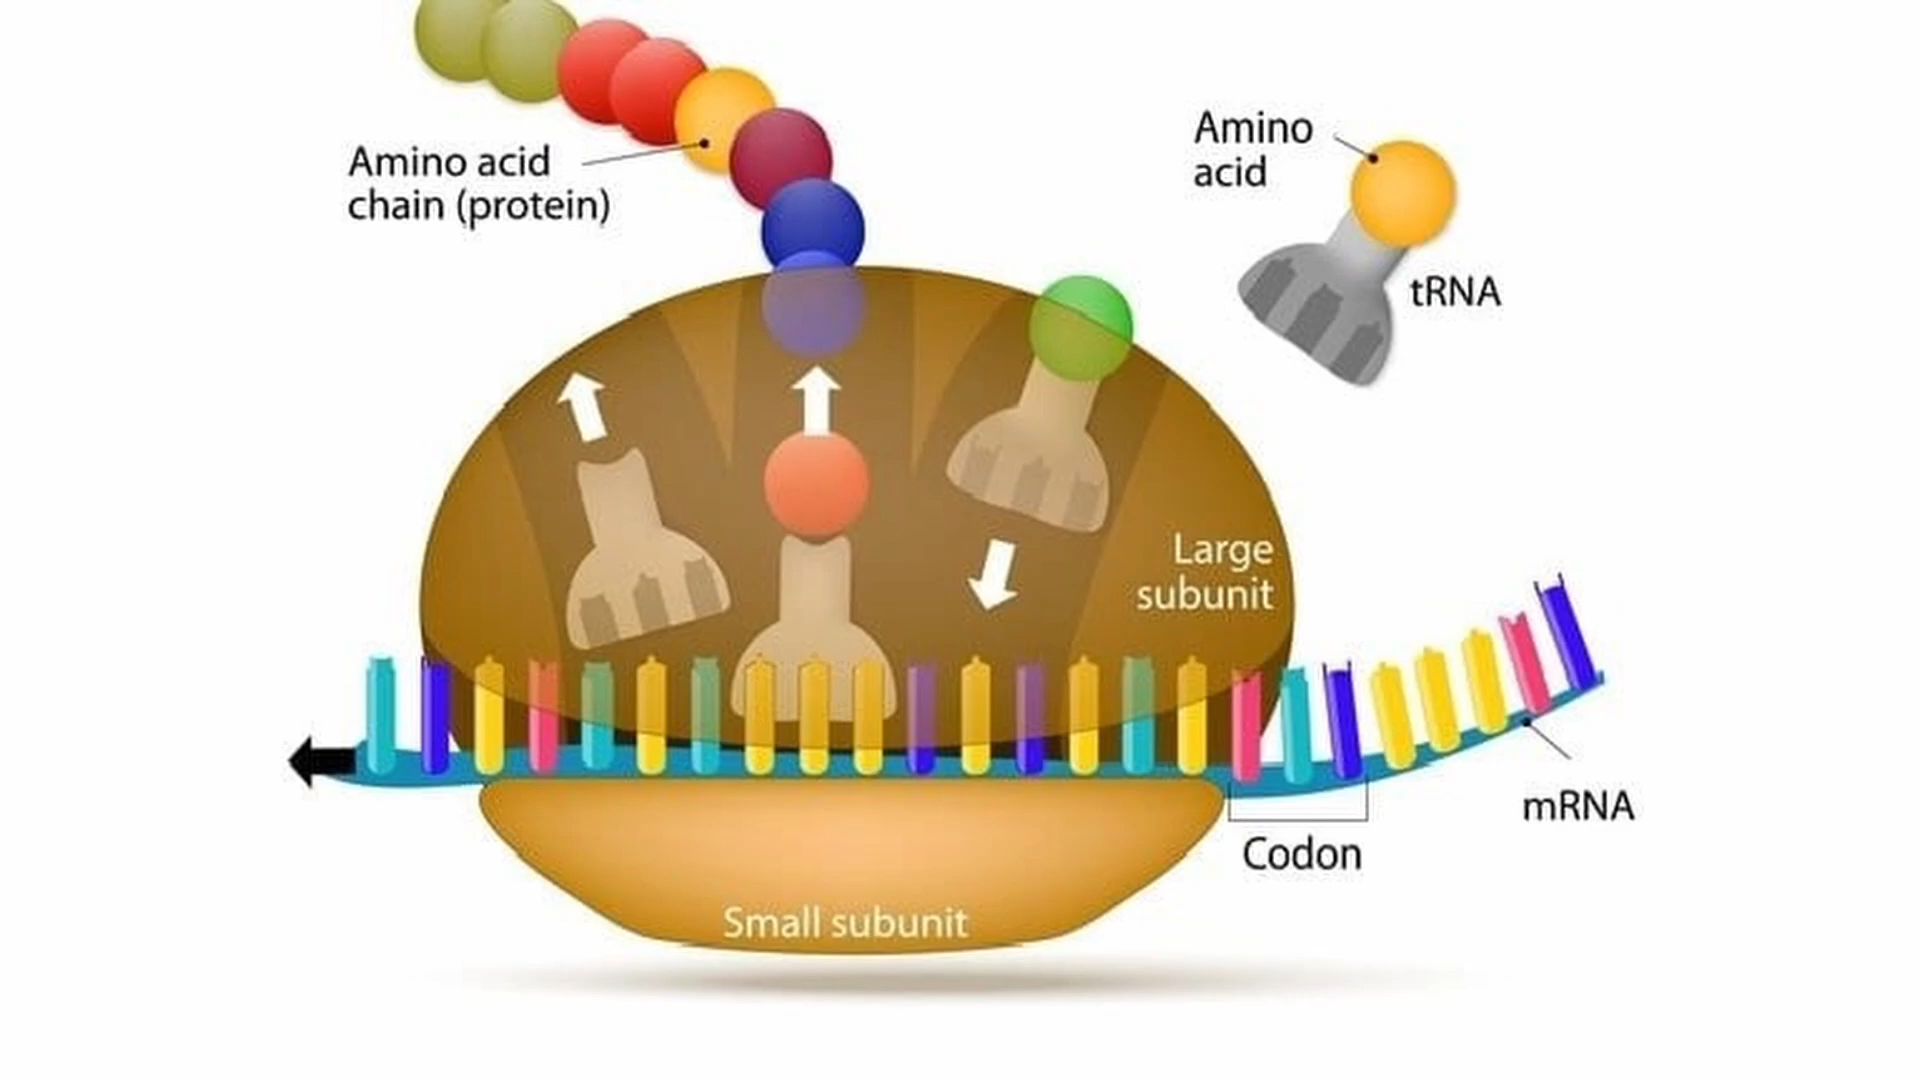 Amino acid
chain (protein)
Amino
acid
tRNA
Large
subunit
mRNA
Codon
Small subunit